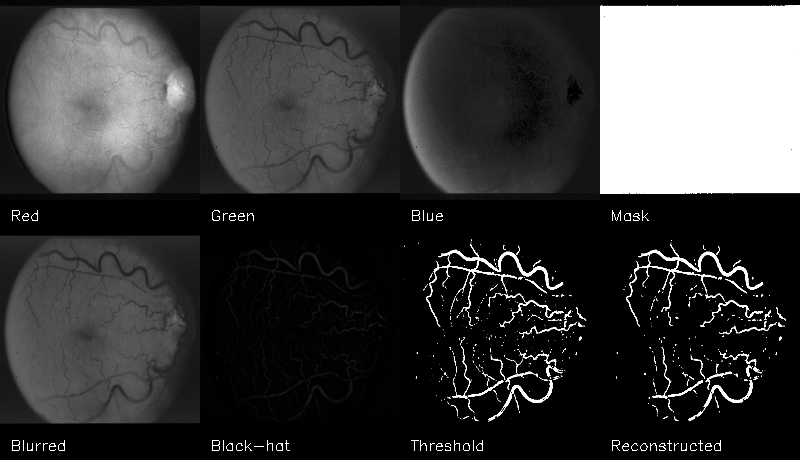 Red
Green
Blue
Mask
Blurred
Black-hat
Threshold
Reconstructed